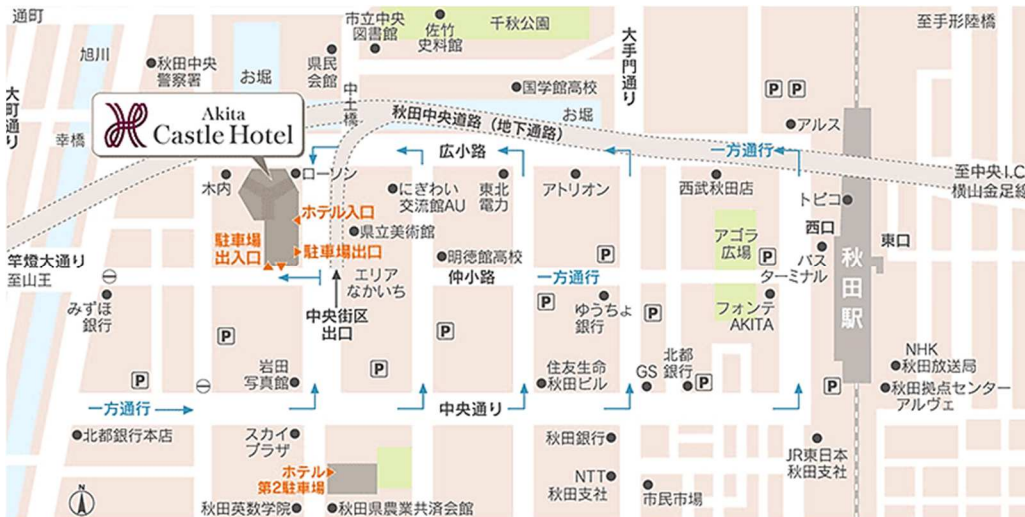 通町
旭川
大町通り
幸橋
秋田中央
警察署
お堀
県民
会館
市立中央
図書館
佐竹
史料館
千秋公園
中土橋
国学館高校
お堀
大手門通り
至手形陸橋
P
P
アルス
Akita
Castle Hotel
秋田中央道路（地下通路）
広小路
一方通行
至中央I.C
横山金足線
木内
ローソン
ホテル入口
駐車場出口
駐車場
出入口
にぎわい
交流館AU
県立美術館
東北
電力
明徳館高校
アトリオン
P
西武秋田店
アゴラ
広場
P
トピコ
西口
バス
ターミナル
東口
秋田駅
竿燈大通り
至山王
みずほ
銀行
エリア
なかいち
仲小路
一方通行
中央街区
出口
P
P
P
ゆうちょ
銀行
P
フォンテ
AKITA
P
岩田
写真館
P
住友生命
秋田ビル
GS
北都
銀行
P
P
NHK
秋田放送局
秋田拠点センター
アルヴェ
一方通行
中央通り
北都銀行本店
スカイ
プラザ
ホテル
第2駐車場
秋田英数学院
秋田県農業共済会館
秋田銀行
NTT
秋田支社
市民市場
JR東日本
秋田支社
N